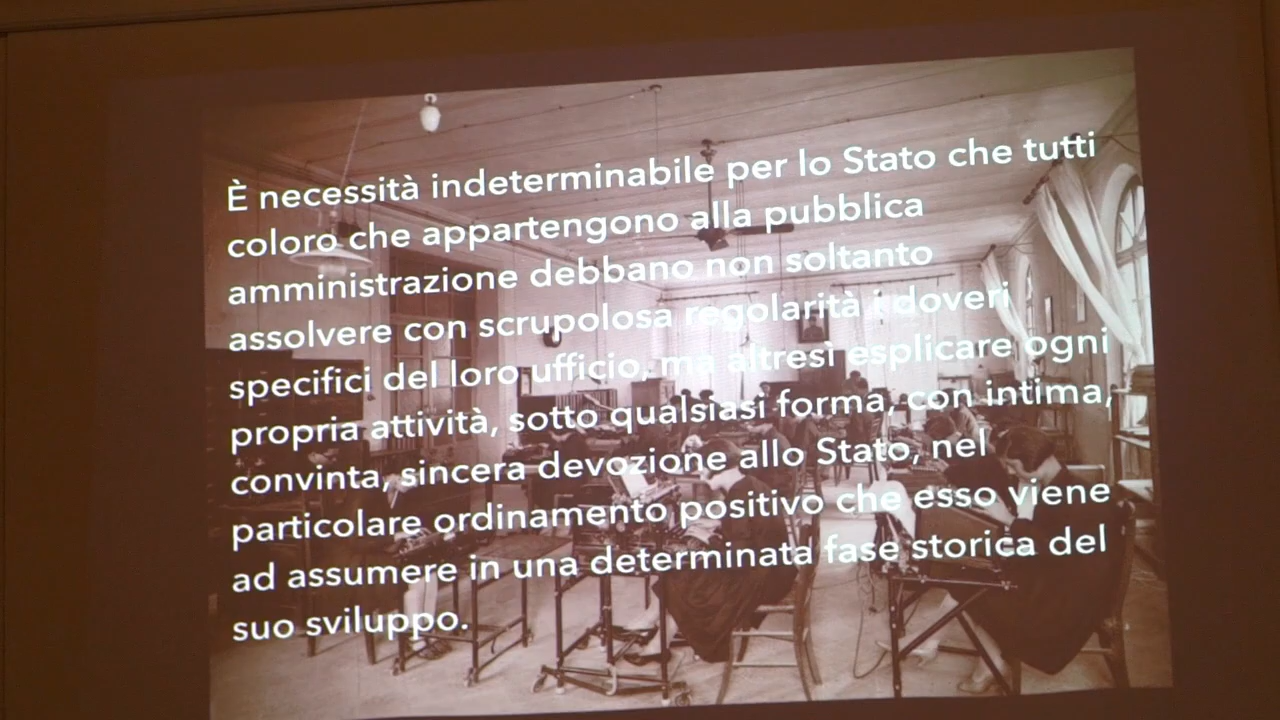 È necessità indeterminabile per lo Stato che tutti
coloro che appartengono alla pubblica
amministrazione debbano non soltanto
assolvere con scrupolosa regolarità i doveri
specifici del loro ufficio, ma altresì esplicare ogni
propria attività, sotto qualsiasi forma, con intima,
convinta, sincera devozione allo Stato, nel
particolare ordinamento positivo che esso viene
ad assumere in una determinata fase storica del
suo sviluppo.